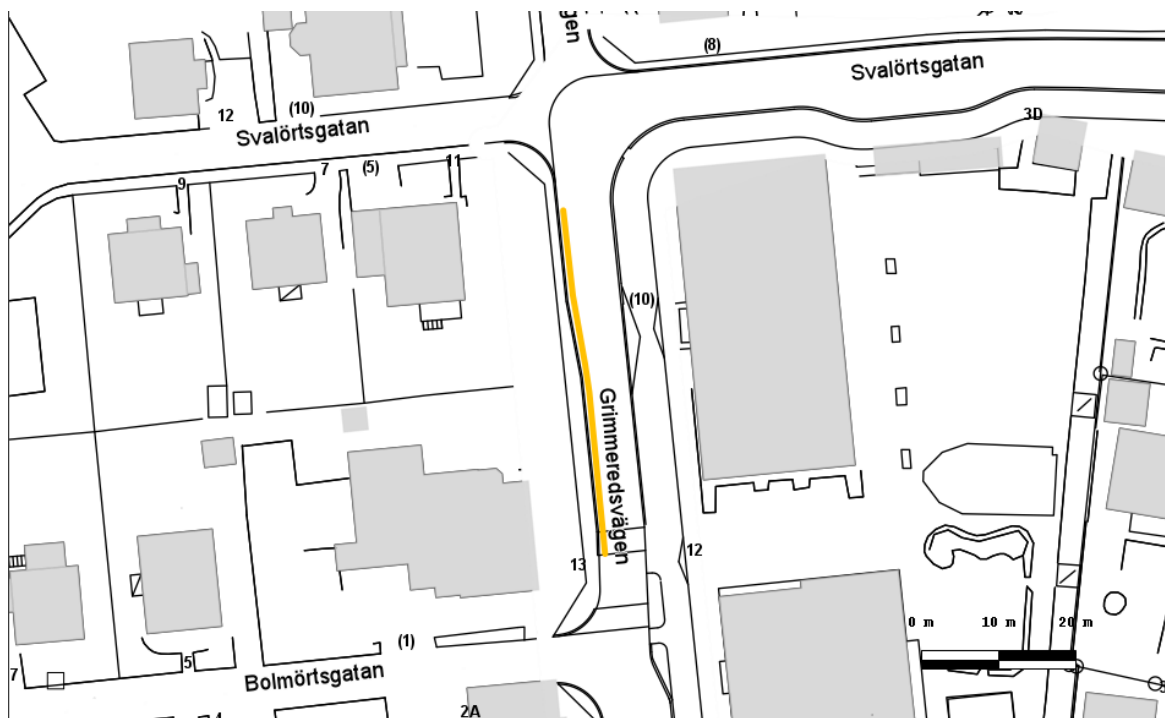 (8)
Svalörtsgatan
12
(10)
Svalörtsgatan
3D
9
7
(5)
11
(10)
Grimmeredsvägen
13
12
0 m 10 m 20 m
(1)
7
5
Bolmörtsgatan
2A